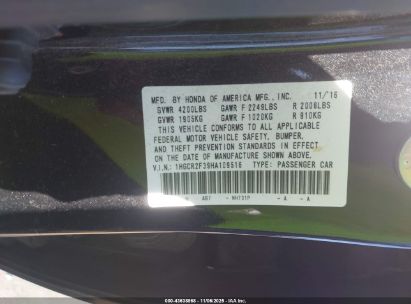 MFD. BY HONDA OF AMERICA MFG., INC. 11/16
GVWR 4200LBS GAWR F 2249LBS R 2006LBS
GVWR 1905KG GAWR F 1020KG R 910KG
THIS VEHICLE CONFORMS TO ALL APPLICABLE
FEDERAL MOTOR VEHICLE SAFETY, BUMPER,
AND THEFT PREVENTION STANDARDS IN EFFECT
ON THE DATE OF MANUFACTURE SHOWN ABOVE.
V.I.N.: 1HGCR2F39HA109516 TYPE: PASSENGER CAR
NH731P - A - A